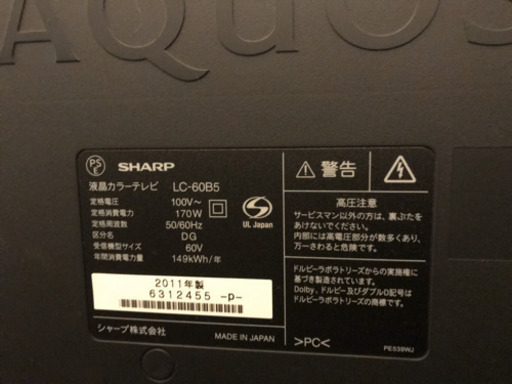 AQUOS
PS
E
SHARP
液晶カラーテレビ LC-60B5
定格電圧 100V~
定格消費電力 170W
定格周波数 50/60Hz
区分名 DG
受信機型サイズ 60V
年間消費電力量 149kWh/年
UL Japan
2011年製
6312455 -P-
シャープ株式会社
MADE IN JAPAN
警告
高圧注意
サービスマン以外の方は、裏ぶたを
あけないでください。
内部には高電圧部分が数多くあり、
万一さわると危険です。
ドルビーラボラトリーズからの実施権に
基づき製造されています。
Dolby、ドルビー及びダブルD記号は
ドルビーラボラトリーズの商標です。
>PC<
PES39WJ